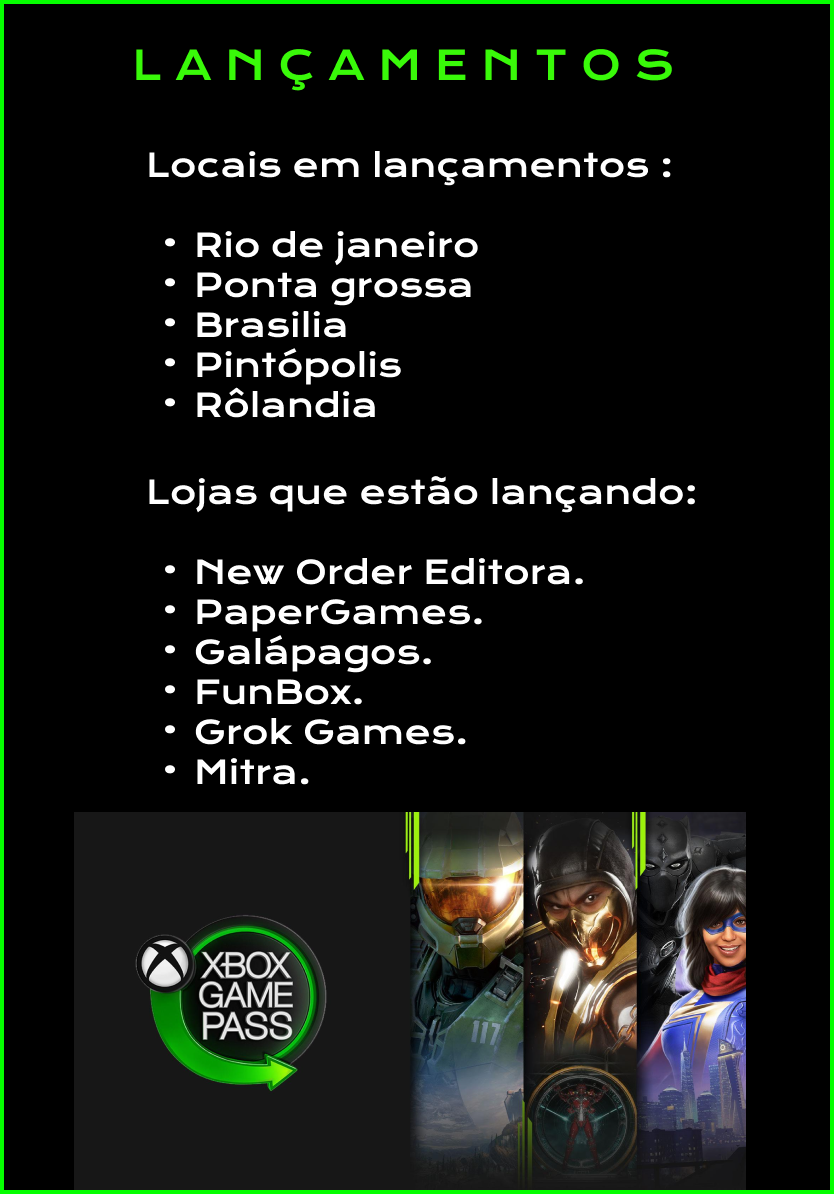 LANÇAMENTOS
Locais em lançamentos :
• Rio de janeiro
• Ponta grossa
• Brasilia
• Pintópolis
• Rôlandia
Lojas que estão lançando:
• New Order Editora.
• PaperGames.
• Galápagos.
• FunBox.
• Grok Games.
• Mitra.
XBOX
GAME
PASS
117